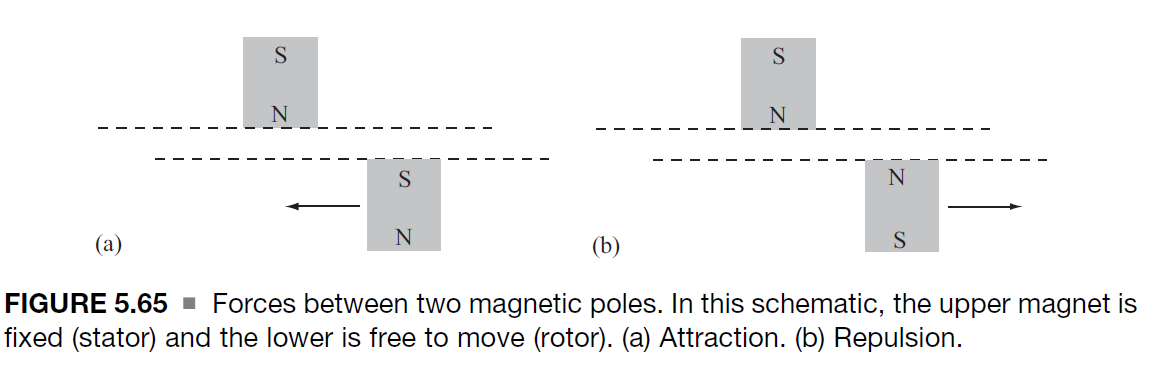 S
S
N
N
S
N
N
S
(a)
(b)
FIGURE 5.65 ■ Forces between two magnetic poles. In this schematic, the upper magnet is
fixed (stator) and the lower is free to move (rotor). (a) Attraction. (b) Repulsion.